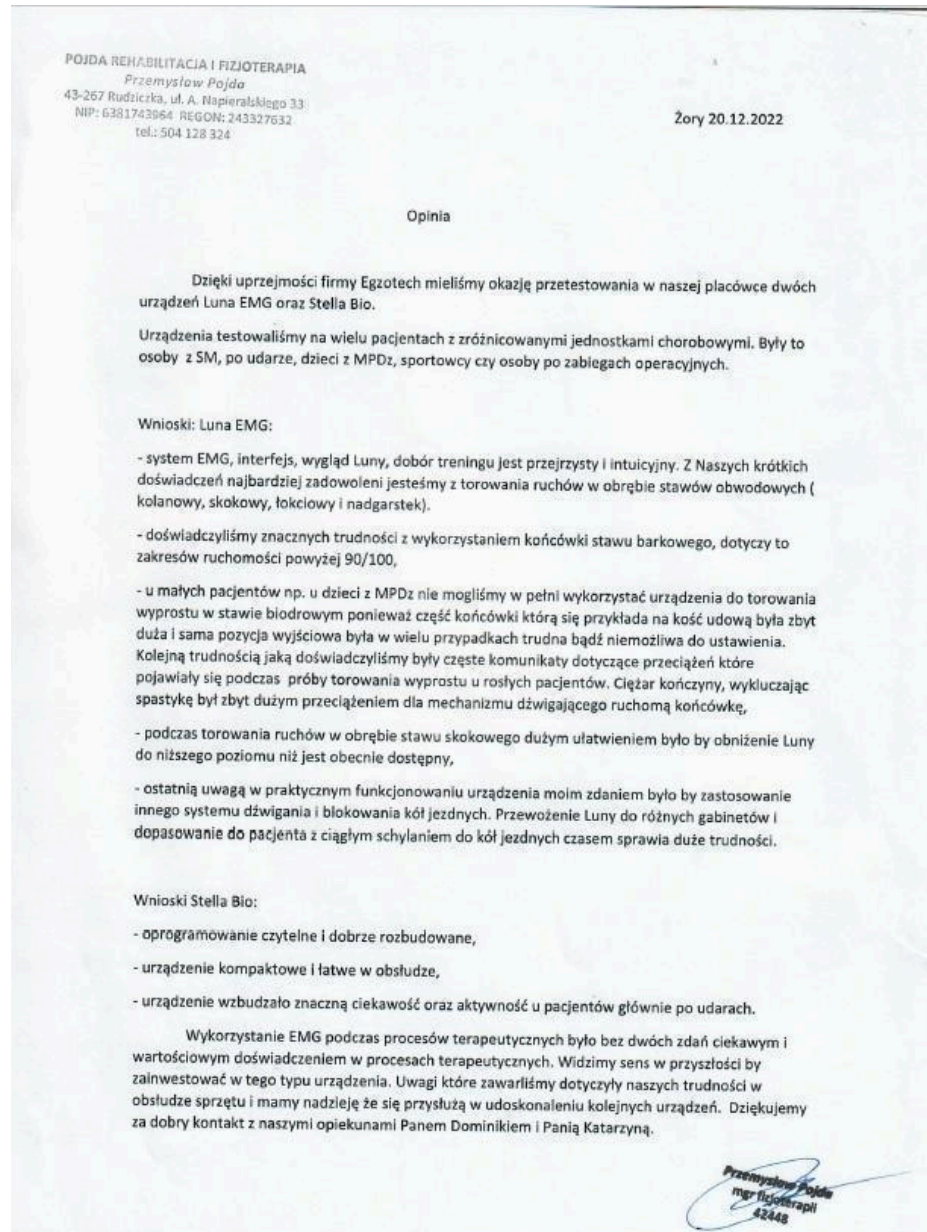 POJDA REHABILITACJA I FIZJOTERAPIA
Przemysław Pojda
43-267 Rudziczka, ul. A. Napieralskiego 33
NIP: 6381743964 REGON: 243327632
tel.: 504 128 324
Żory 20.12.2022
Opinia
Dzięki uprzejmości firmy Egzotech mieliśmy okazję przetestowania w naszej placówce dwóch
urządzeń Luna EMG oraz Stella Bio.
Urządzenia testowaliśmy na wielu pacjentach z zróżnicowanymi jednostkami chorobowymi. Były to
osoby z SM, po udarze, dzieci z MPDz, sportowcy czy osoby po zabiegach operacyjnych.
Wnioski: Luna EMG:
- system EMG, interfejs, wygląd Luny, dobór treningu jest przejrzysty i intuicyjny. Z Naszych krótkich
doświadczeń najbardziej zadowoleni jesteśmy z torowania ruchów w obrębie stawów obwodowych (
kolanowy, skokowy, łokciowy i nadgarstek).
- doświadczyliśmy znacznych trudności z wykorzystaniem końcówki stawu barkowego, dotyczy to
zakresów ruchomości powyżej 90/100,
- u małych pacjentów np. u dzieci z MPDz nie mogliśmy w pełni wykorzystać urządzenia do torowania
wyprostu w stawie biodrowym ponieważ część końcówki którą się przykłada na kość udową była zbyt
duża i sama pozycja wyjściowa była w wielu przypadkach trudna bądź niemożliwa do ustawienia.
Kolejną trudnością jaką doświadczyliśmy były częste komunikaty dotyczące przeciążeń które
pojawiały się podczas próby torowania wyprostu u rosłych pacjentów. Ciężar kończyny, wykluczając
spastykę był zbyt dużym przeciążeniem dla mechanizmu dźwigającego ruchomą końcówkę,
- podczas torowania ruchów w obrębie stawu skokowego dużym ułatwieniem było by obniżenie Luny
do niższego poziomu niż jest obecnie dostępny,
- ostatnią uwagą w praktycznym funkcjonowaniu urządzenia moim zdaniem było by zastosowanie
innego systemu dźwigania i blokowania kół jezdnych. Przewożenie Luny do różnych gabinetów i
dopasowanie do pacjenta z ciągłym schylaniem do kół jezdnych czasem sprawia duże trudności.
Wnioski Stella Bio:
- oprogramowanie czytelne i dobrze rozbudowane,
- urządzenie kompaktowe i łatwe w obsłudze,
- urządzenie wzbudzało znaczną ciekawość oraz aktywność u pacjentów głównie po udarach.
Wykorzystanie EMG podczas procesów terapeutycznych było bez dwóch zdań ciekawym i
wartościowym doświadczeniem w procesach terapeutycznych. Widzimy sens w przyszłości by
zainwestować w tego typu urządzenia. Uwagi które zawarliśmy dotyczyły naszych trudności w
obsłudze sprzętu i mamy nadzieję że się przysłużą w udoskonaleniu kolejnych urządzeń. Dziękujemy
za dobry kontakt z naszymi opiekunami Panem Dominikiem i Panią Katarzyną.
Przemysław Pojda
mgr fizjoterapii
42448